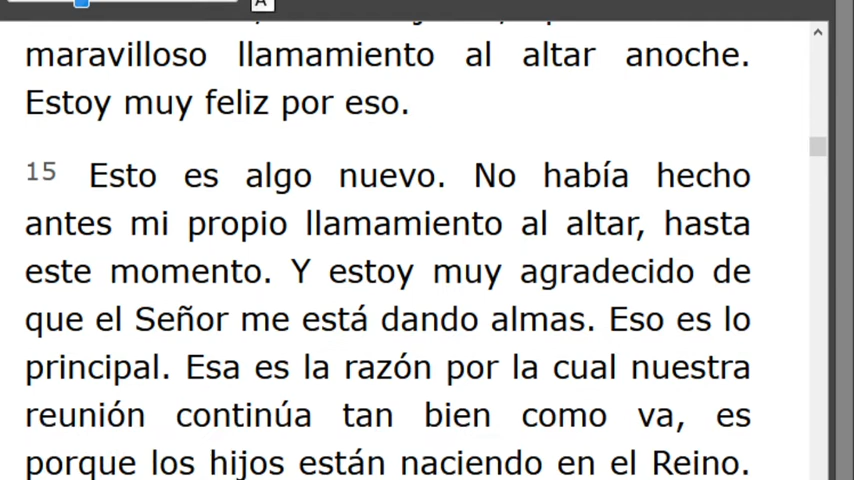 maravilloso llamamiento al altar anoche.
Estoy muy feliz por eso.
15 Esto es algo nuevo. No había hecho
antes mi propio llamamiento al altar, hasta
este momento. Y estoy muy agradecido de
que el Señor me está dando almas. Eso es lo
principal. Esa es la razón por la cual nuestra
reunión continúa tan bien como va, es
porque los hijos están naciendo en el Reino.